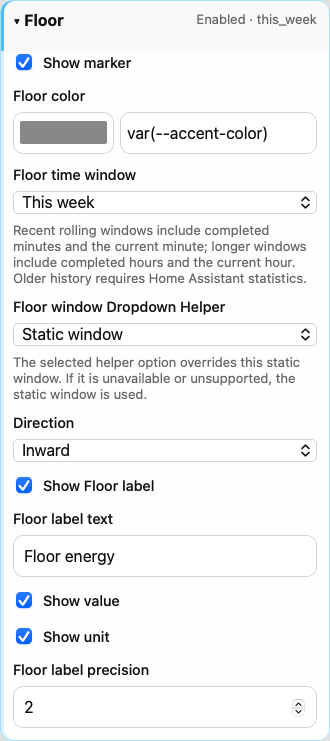 ▾ Floor
Enabled · this_week
Show marker
Floor color
var(--accent-color)
Floor time window
This week
Recent rolling windows include completed
minutes and the current minute; longer windows
include completed hours and the current hour.
Older history requires Home Assistant statistics.
Floor window Dropdown Helper
Static window
The selected helper option overrides this static
window. If it is unavailable or unsupported, the
static window is used.
Direction
Inward
Show Floor label
Floor label text
Floor energy
Show value
Show unit
Floor label precision
2